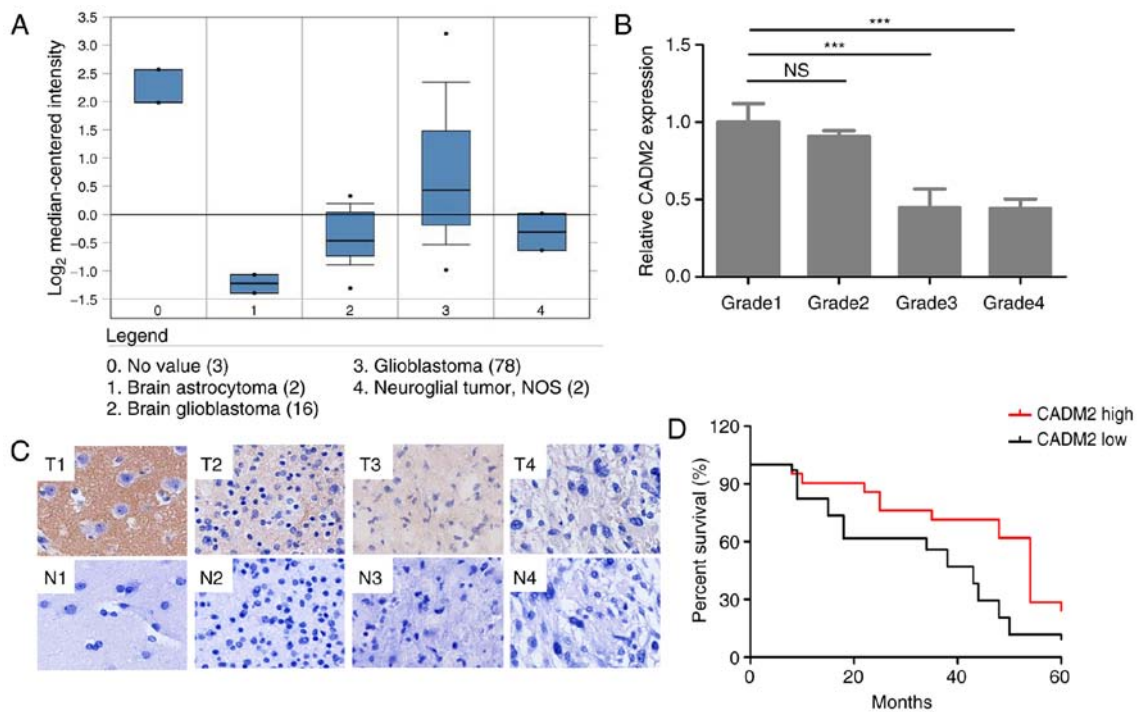 A
Log2 median-centered intensity
3.5
3.0
2.5
2.0
1.5
1.0
0.5
0.0
−0.5
−1.0
−1.5
0 1 2 3 4
Legend
0. No value (3)
1. Brain astrocytoma (2)
2. Brain glioblastoma (16)
3. Glioblastoma (78)
4. Neuroglial tumor, NOS (2)
B
Relative CADM2 expression
1.5
1.0
0.5
0.0
***
***
NS
Grade1 Grade2 Grade3 Grade4
C
T1 T2 T3 T4
N1 N2 N3 N4
D
CADM2 high
CADM2 low
Percent survival (%)
120
90
60
30
0
0 20 40 60
Months